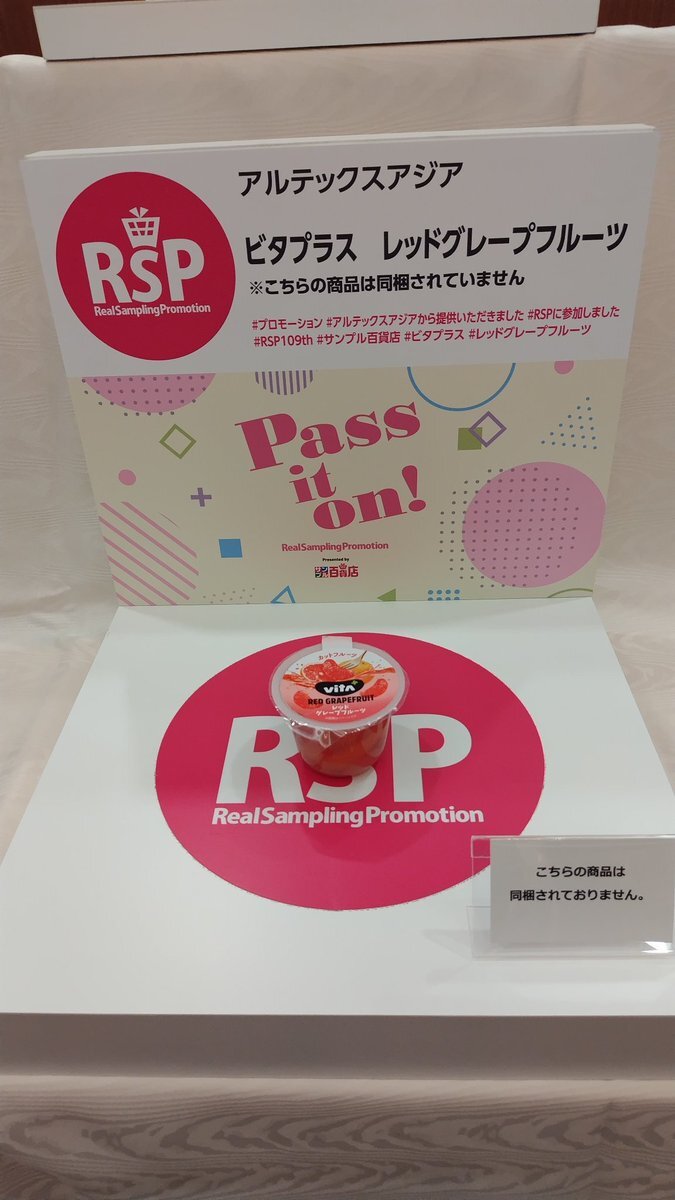 RSP
RealSamplingPromotion
アルテックスアジア
ビタプラス レッドグレープフルーツ
※こちらの商品は同梱されていません
#プロモーション #アルテックスアジアから提供いただきました #RSPに参加しました
#RSP109th #サンプル百貨店 #ビタプラス #レッドグレープフルーツ
Pass
it
on!
RealSamplingPromotion
Presented by
サンプル百貨店
カットフルーツ
vita+
RED GRAPEFRUIT
レッド
グレープフルーツ
RSP
RealSamplingPromotion
こちらの商品は
同梱されておりません。